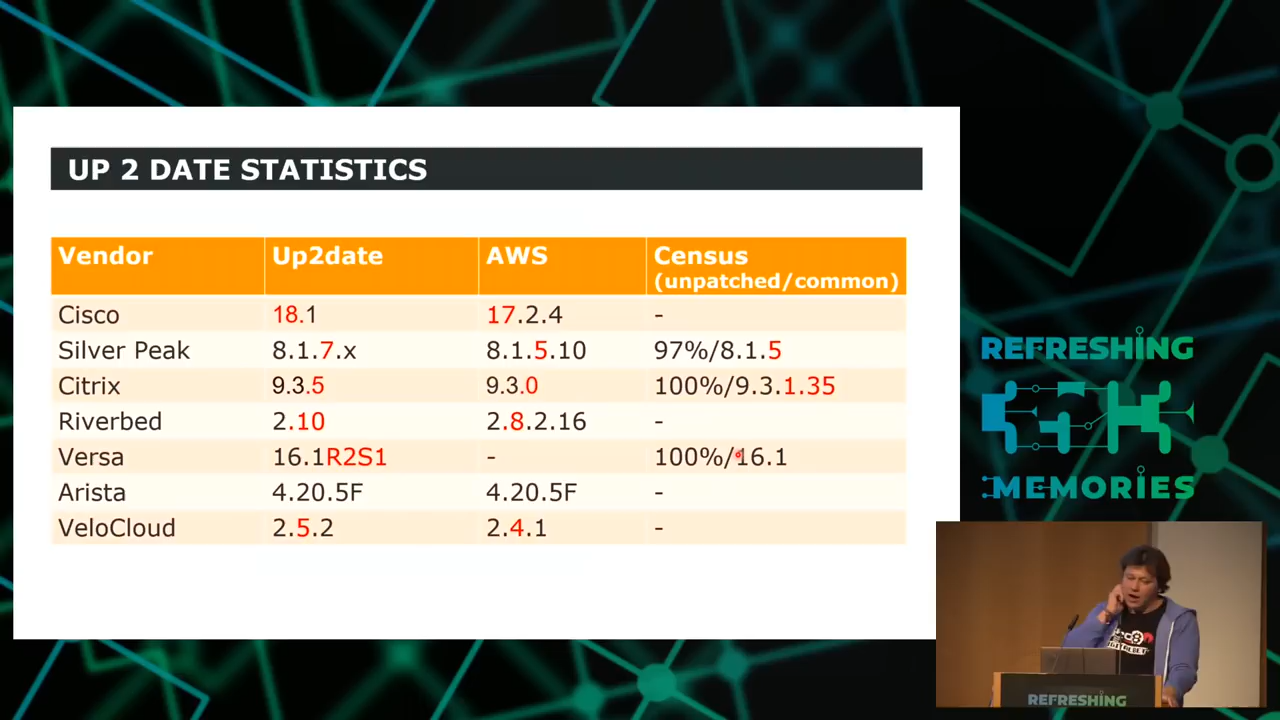 UP 2 DATE STATISTICS
Vendor Up2date AWS Census
(unpatched/common)
Cisco 18.1 17.2.4 -
Silver Peak 8.1.7.x 8.1.5.10 97%/8.1.5
Citrix 9.3.5 9.3.0 100%/9.3.1.35
Riverbed 2.10 2.8.2.16 -
Versa 16.1R2S1 - 100%/16.1
Arista 4.20.5F 4.20.5F -
VeloCloud 2.5.2 2.4.1 -
REFRESHING
MEMORIES
REFRESHING